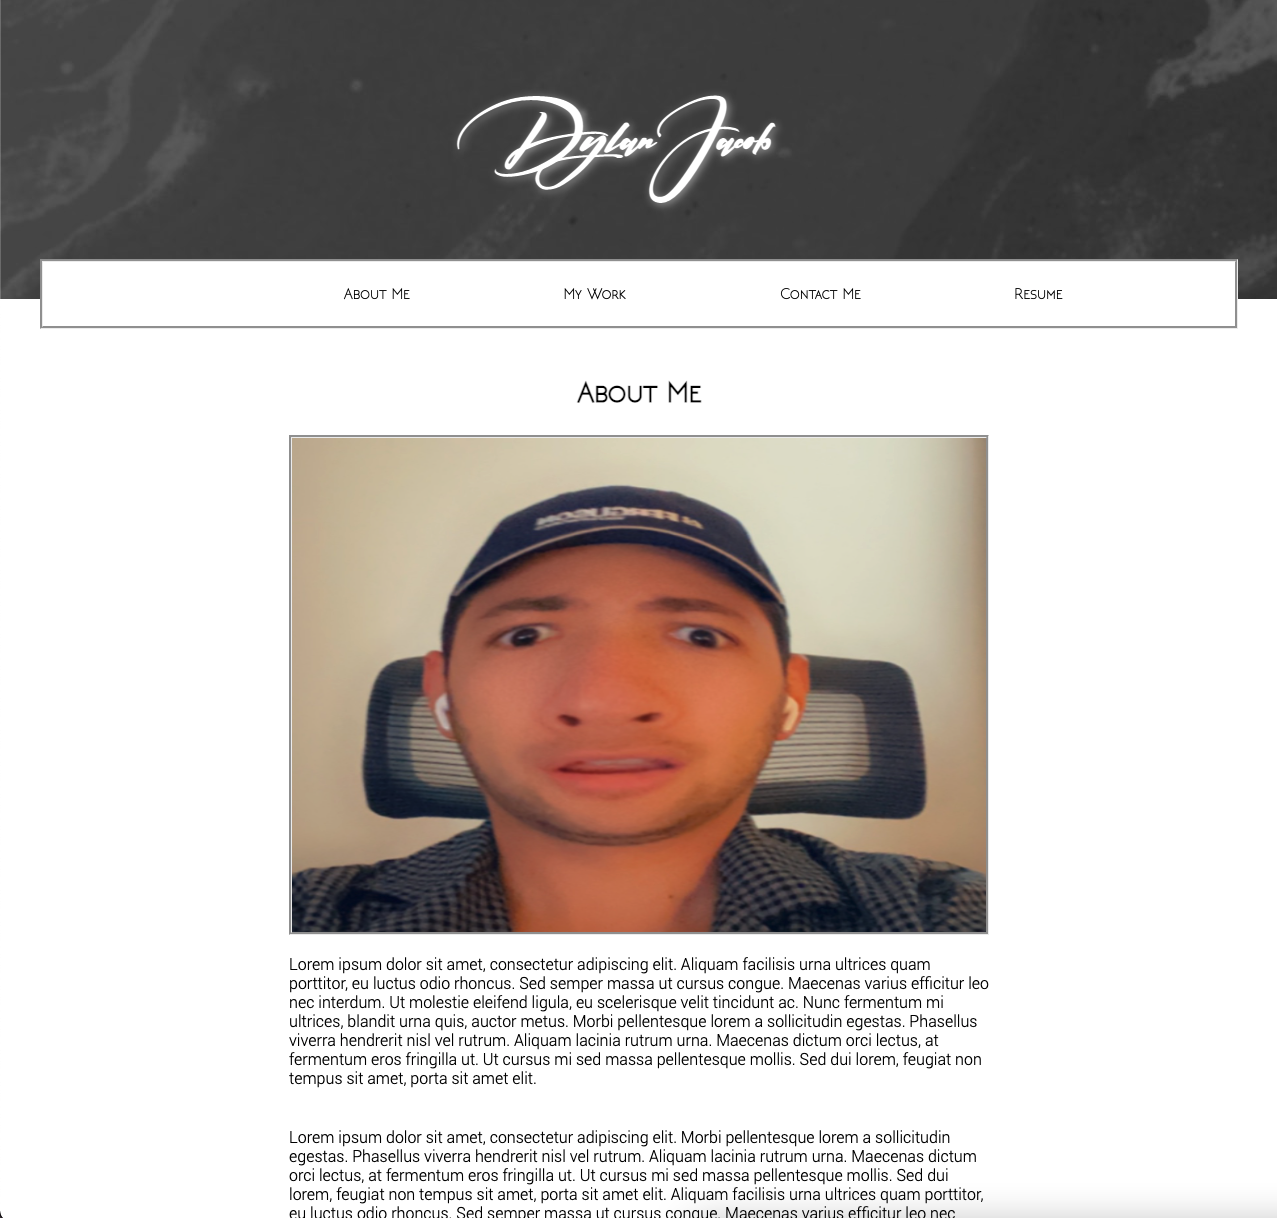 Dylan Jacob
About Me
My Work
Contact Me
Resume
About Me
Lorem ipsum dolor sit amet, consectetur adipiscing elit. Aliquam facilisis urna ultrices quam
porttitor, eu luctus odio rhoncus. Sed semper massa ut cursus congue. Maecenas varius efficitur leo
nec interdum. Ut molestie eleifend ligula, eu scelerisque velit tincidunt ac. Nunc fermentum mi
ultrices, blandit urna quis, auctor metus. Morbi pellentesque lorem a sollicitudin egestas. Phasellus
viverra hendrerit nisl vel rutrum. Aliquam lacinia rutrum urna. Maecenas dictum orci lectus, at
fermentum eros fringilla ut. Ut cursus mi sed massa pellentesque mollis. Sed dui lorem, feugiat non
tempus sit amet, porta sit amet elit.
Lorem ipsum dolor sit amet, consectetur adipiscing elit. Morbi pellentesque lorem a sollicitudin
egestas. Phasellus viverra hendrerit nisl vel rutrum. Aliquam lacinia rutrum urna. Maecenas dictum
orci lectus, at fermentum eros fringilla ut. Ut cursus mi sed massa pellentesque mollis. Sed dui
lorem, feugiat non tempus sit amet, porta sit amet elit. Aliquam facilisis urna ultrices quam porttitor,
eu luctus odio rhoncus. Sed semper massa ut cursus congue. Maecenas varius efficitur leo nec